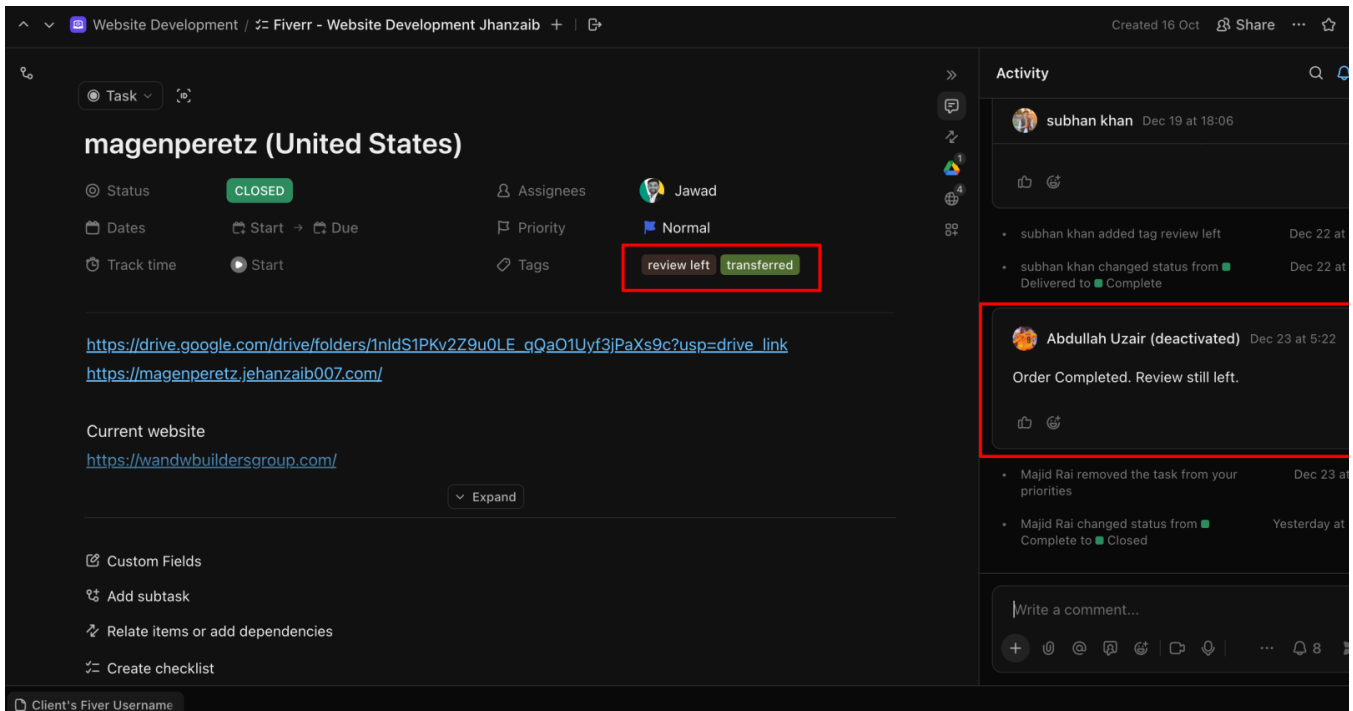 Website Development / Fiverr - Website Development Jhanzaib
Created 16 Oct Share
Task
magenperetz (United States)
Status CLOSED Assignees Jawad
Dates Start → Due Priority Normal
Track time Start Tags review left transferred
https://drive.google.com/drive/folders/1nIdS1PKv2Z9u0LE_qQaO1Uyf3jPaXs9c?usp=drive_link
https://magenperetz.jehanzaib007.com/
Current website
https://wandwbuildersgroup.com/
Expand
Custom Fields
Add subtask
Relate items or add dependencies
Create checklist
Client's Fiver Username
1
4
Activity
subhan khan Dec 19 at 18:06
subhan khan added tag review left Dec 22 at
subhan khan changed status from Dec 22 at
Delivered to Complete
Abdullah Uzair (deactivated) Dec 23 at 5:22
Order Completed. Review still left.
Majid Rai removed the task from your Dec 23 at
priorities
Majid Rai changed status from Yesterday at
Complete to Closed
Write a comment...
8